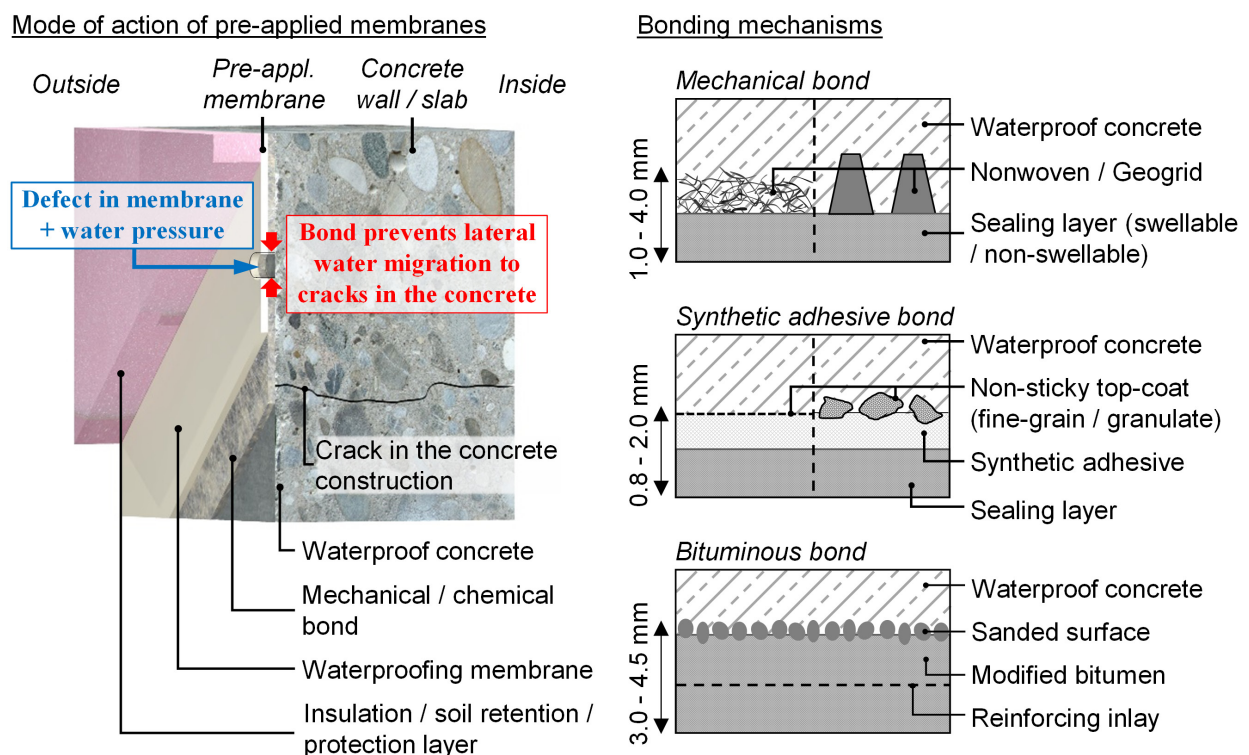 Mode of action of pre-applied membranes
Outside
Pre-appl.
membrane
Concrete
wall / slab
Inside
Defect in membrane
+ water pressure
Bond prevents lateral
water migration to
cracks in the concrete
Crack in the concrete
construction
Waterproof concrete
Mechanical / chemical
bond
Waterproofing membrane
Insulation / soil retention /
protection layer
Bonding mechanisms
Mechanical bond
1.0 - 4.0 mm
Waterproof concrete
Nonwoven / Geogrid
Sealing layer (swellable
/ non-swellable)
Synthetic adhesive bond
0.8 - 2.0 mm
Waterproof concrete
Non-sticky top-coat
(fine-grain / granulate)
Synthetic adhesive
Sealing layer
Bituminous bond
3.0 - 4.5 mm
Waterproof concrete
Sanded surface
Modified bitumen
Reinforcing inlay